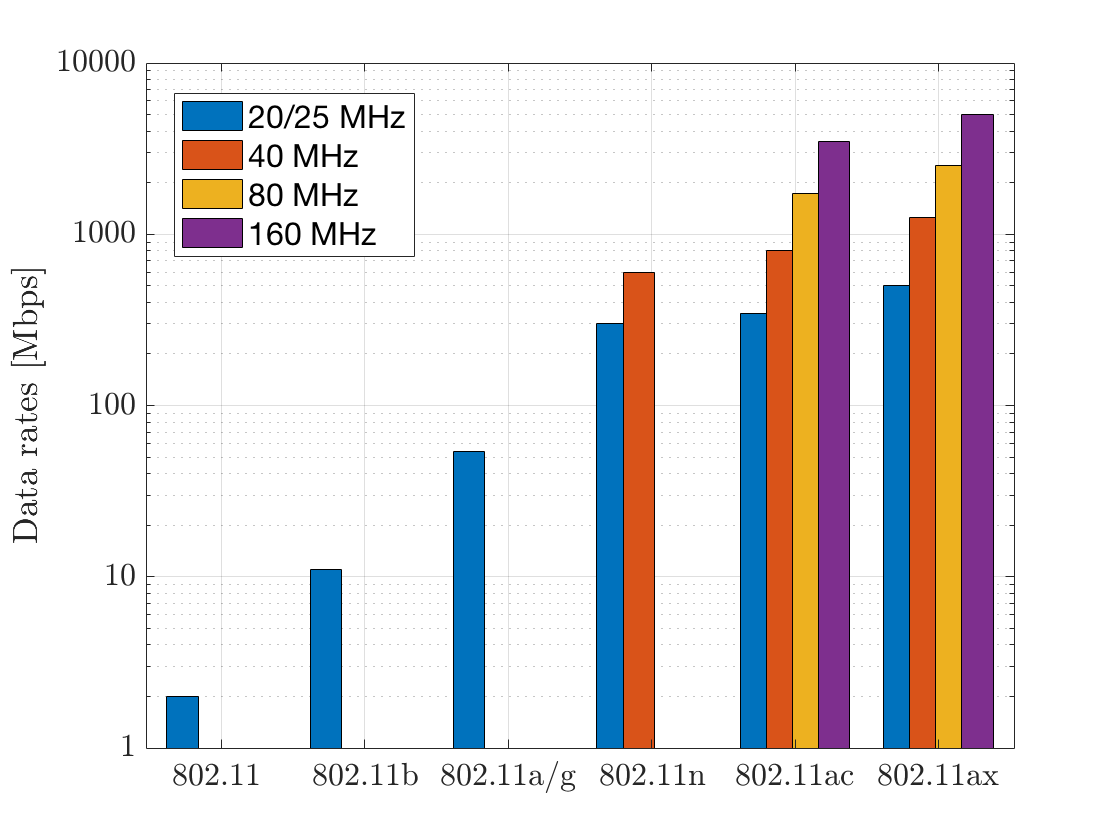 10000
1000
100
10
1
Data rates [Mbps]
20/25 MHz
40 MHz
80 MHz
160 MHz
802.11
802.11b
802.11a/g
802.11n
802.11ac
802.11ax